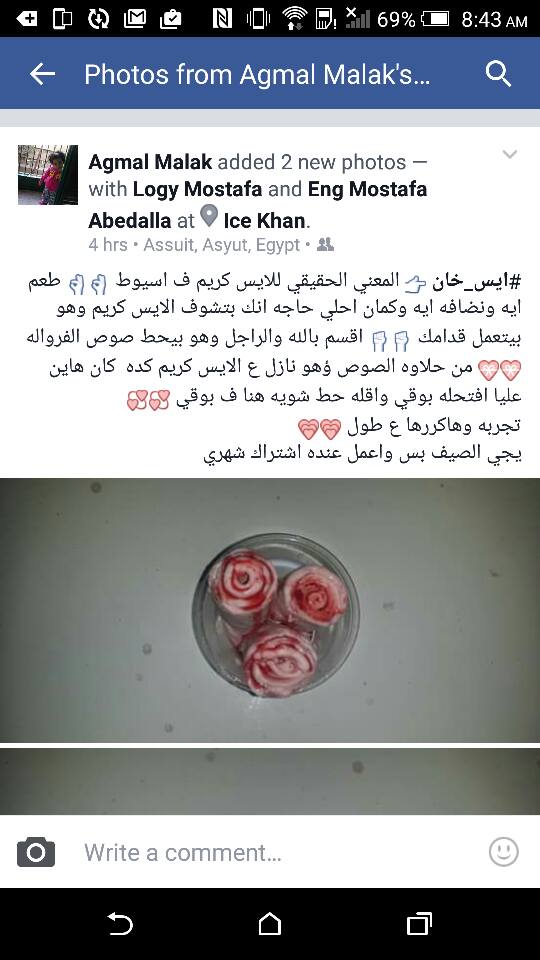 69% 8:43 AM
Photos from Agmal Malak's...
Agmal Malak added 2 new photos —
with Logy Mostafa and Eng Mostafa
Abedalla at Ice Khan.
4 hrs • Assuit, Asyut, Egypt •
#ايس_خان 👉 المعني الحقيقي للايس كريم ف اسيوط 👌👌 طعم
ايه ونضافه ايه وكمان احلي حاجه انك بتشوف الايس كريم وهو
بيتعمل قدامك 👇👇 اقسم بالله والراجل وهو بيحط صوص الفرواله
💗💗 من حلاوه الصوص ؤهو نازل ع الايس كريم كده كان هاين
عليا افتحله بوقي واقله حط شويه هنا ف بوقي 💞💞
تجربه وهاكررها ع طول 💗💗
يجي الصيف بس واعمل عنده اشتراك شهري
Write a comment...